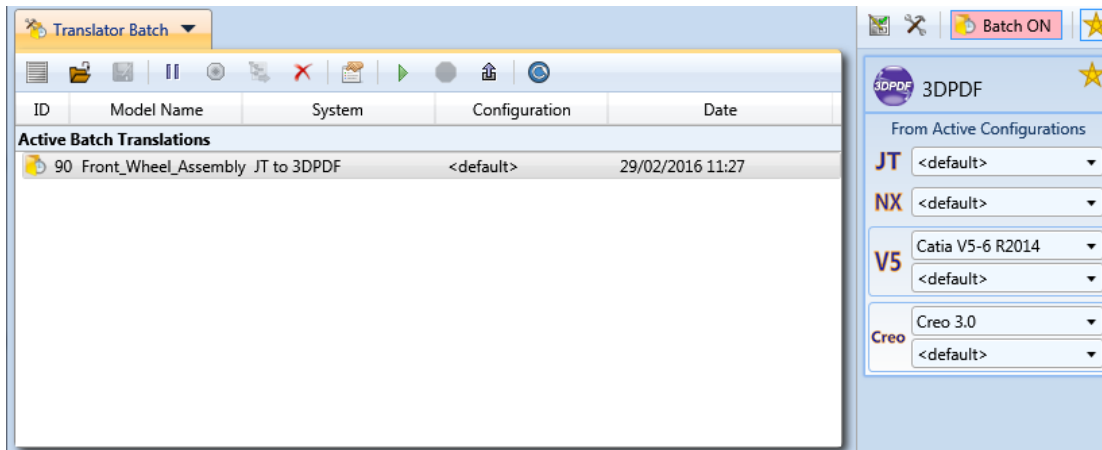 Translator Batch
Batch ON
ID Model Name System Configuration Date
Active Batch Translations
90 Front_Wheel_Assembly JT to 3DPDF <default> 29/02/2016 11:27
3DPDF 3DPDF
From Active Configurations
JT <default>
NX <default>
V5 Catia V5-6 R2014
<default>
Creo Creo 3.0
<default>